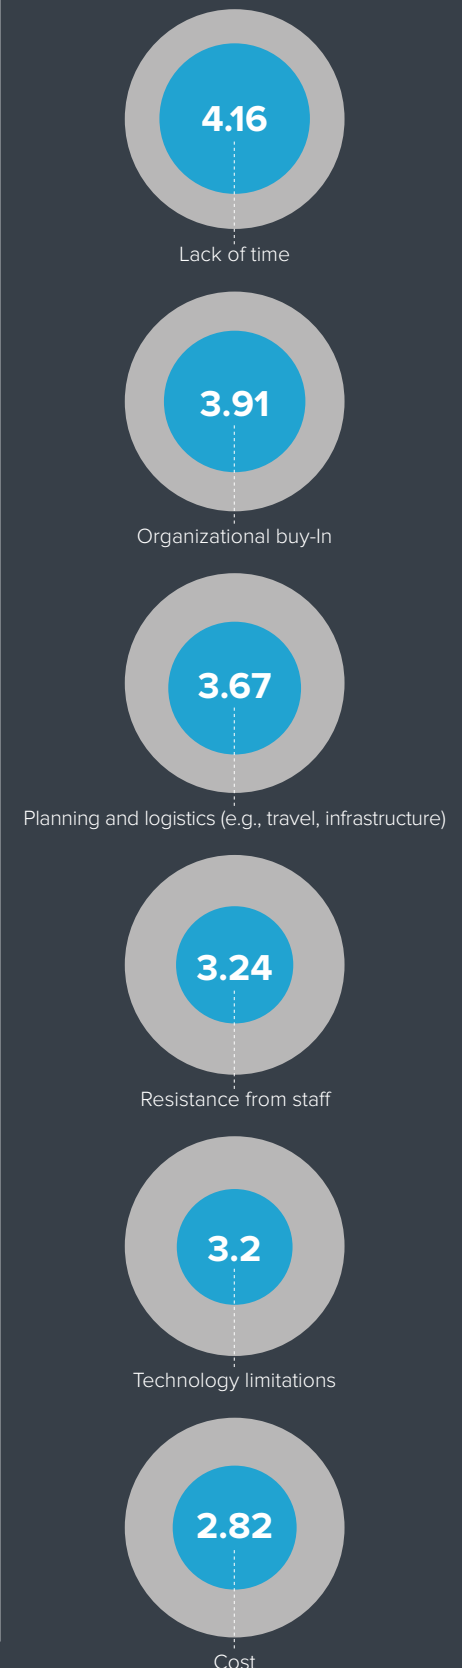 4.16
Lack of time
3.91
Organizational buy-In
3.67
Planning and logistics (e.g., travel, infrastructure)
3.24
Resistance from staff
3.2
Technology limitations
2.82
Cost